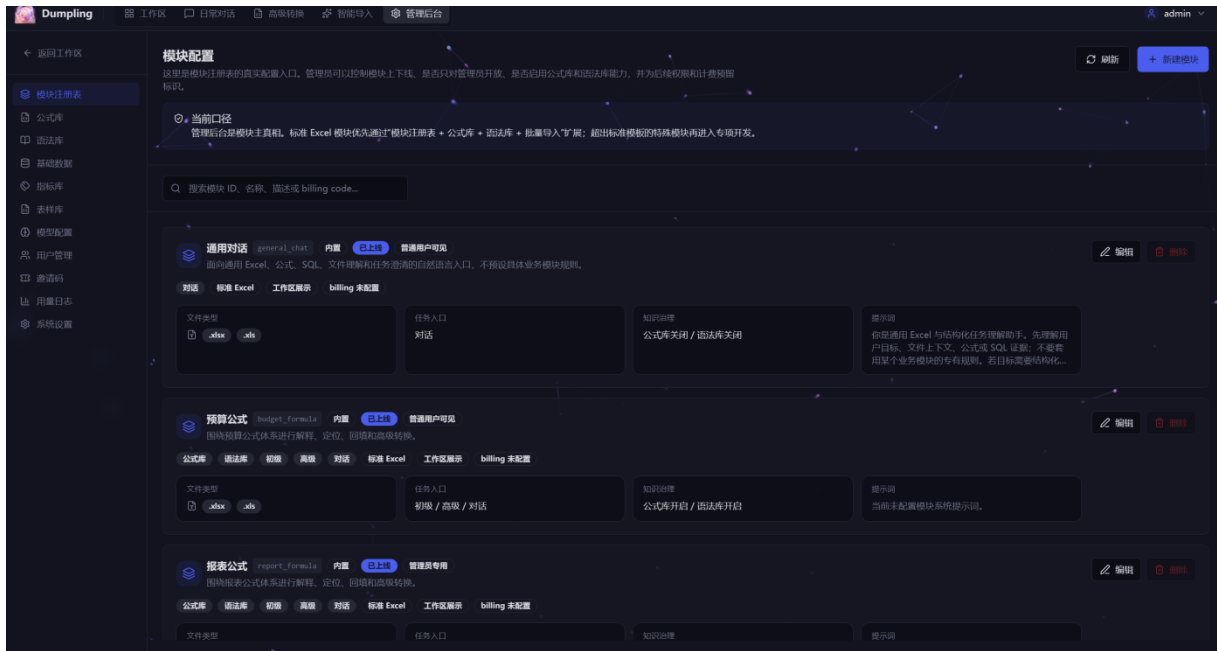 Dumpling
工作区
日常对话
高级转换
智能导入
管理后台
admin
返回工作区
模块注册表
公式库
语法库
基础数据
指标库
表样库
模型配置
用户管理
邀请码
用量日志
系统设置
模块配置
这里是模块注册表的真实配置入口。管理员可以控制模块上下线、是否只对管理员开放、是否启用公式库和语法库能力，并为后续权限和计费预留
标识。
刷新
+ 新建模块
当前口径
管理后台是模块主真相。标准 Excel 模块优先通过“模块注册表 + 公式库 + 语法库 + 批量导入”扩展；超出标准模板的特殊模块再进入专项开发。
搜索模块 ID、名称、描述或 billing code...
通用对话 general_chat 内置 已上线 普通用户可见
编辑 删除
面向通用 Excel、公式、SQL、文件理解和任务澄清的自然语言入口，不预设具体业务模块规则。
对话 标准 Excel 工作区展示 billing 未配置
文件类型
.xlsx .xls
任务入口
对话
知识治理
公式库关闭 / 语法库关闭
提示词
你是通用 Excel 与结构化任务理解助手。先理解用
户目标、文件上下文、公式或 SQL 证据；不要套
用某个业务模块的专有规则。若目标需要结构化...
预算公式 budget_formula 内置 已上线 普通用户可见
编辑 删除
围绕预算公式体系进行解释、定位、回填和高级转换。
公式库 语法库 初级 高级 对话 标准 Excel 工作区展示 billing 未配置
文件类型
.xlsx .xls
任务入口
初级 / 高级 / 对话
知识治理
公式库开启 / 语法库开启
提示词
当前未配置模块系统提示词。
报表公式 report_formula 内置 已上线 管理员专用
编辑 删除
围绕报表公式体系进行解释、定位、回填和高级转换。
公式库 语法库 初级 高级 对话 标准 Excel 工作区展示 billing 未配置
文件类型
任务入口
知识治理
提示词